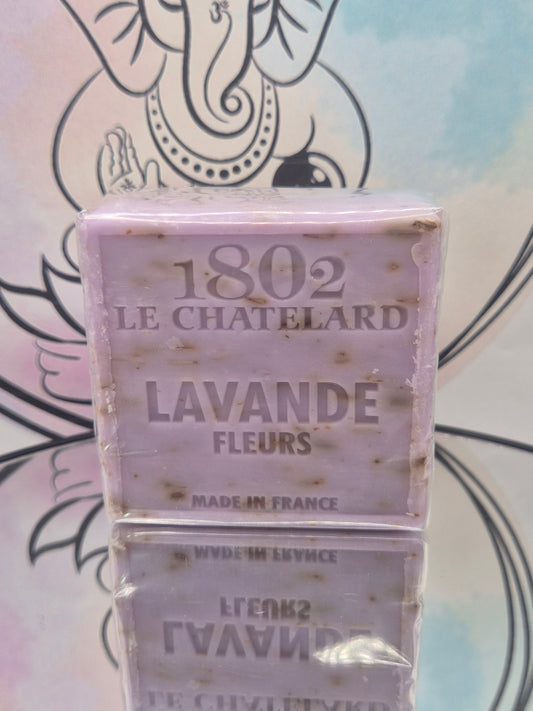 ॐ
1802
LE CHATELARD
LAVANDE
FLEURS
MADE IN FRANCE